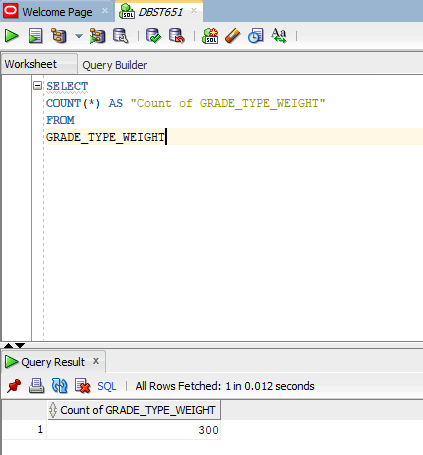 Welcome Page
DBST651
Worksheet
Query Builder
SELECT
COUNT(*) AS "Count of GRADE_TYPE_WEIGHT"
FROM
GRADE_TYPE_WEIGHT
Query Result
SQL | All Rows Fetched: 1 in 0.012 seconds
Count of GRADE_TYPE_WEIGHT
1 300